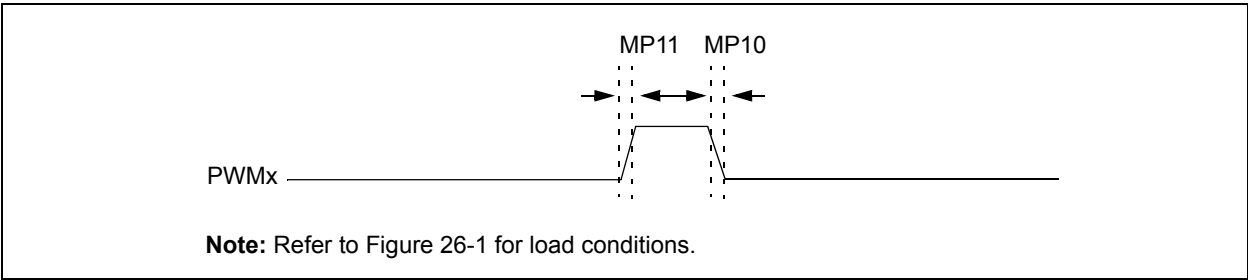 MP11 MP10
PWMx
Note: Refer to Figure 26-1 for load conditions.